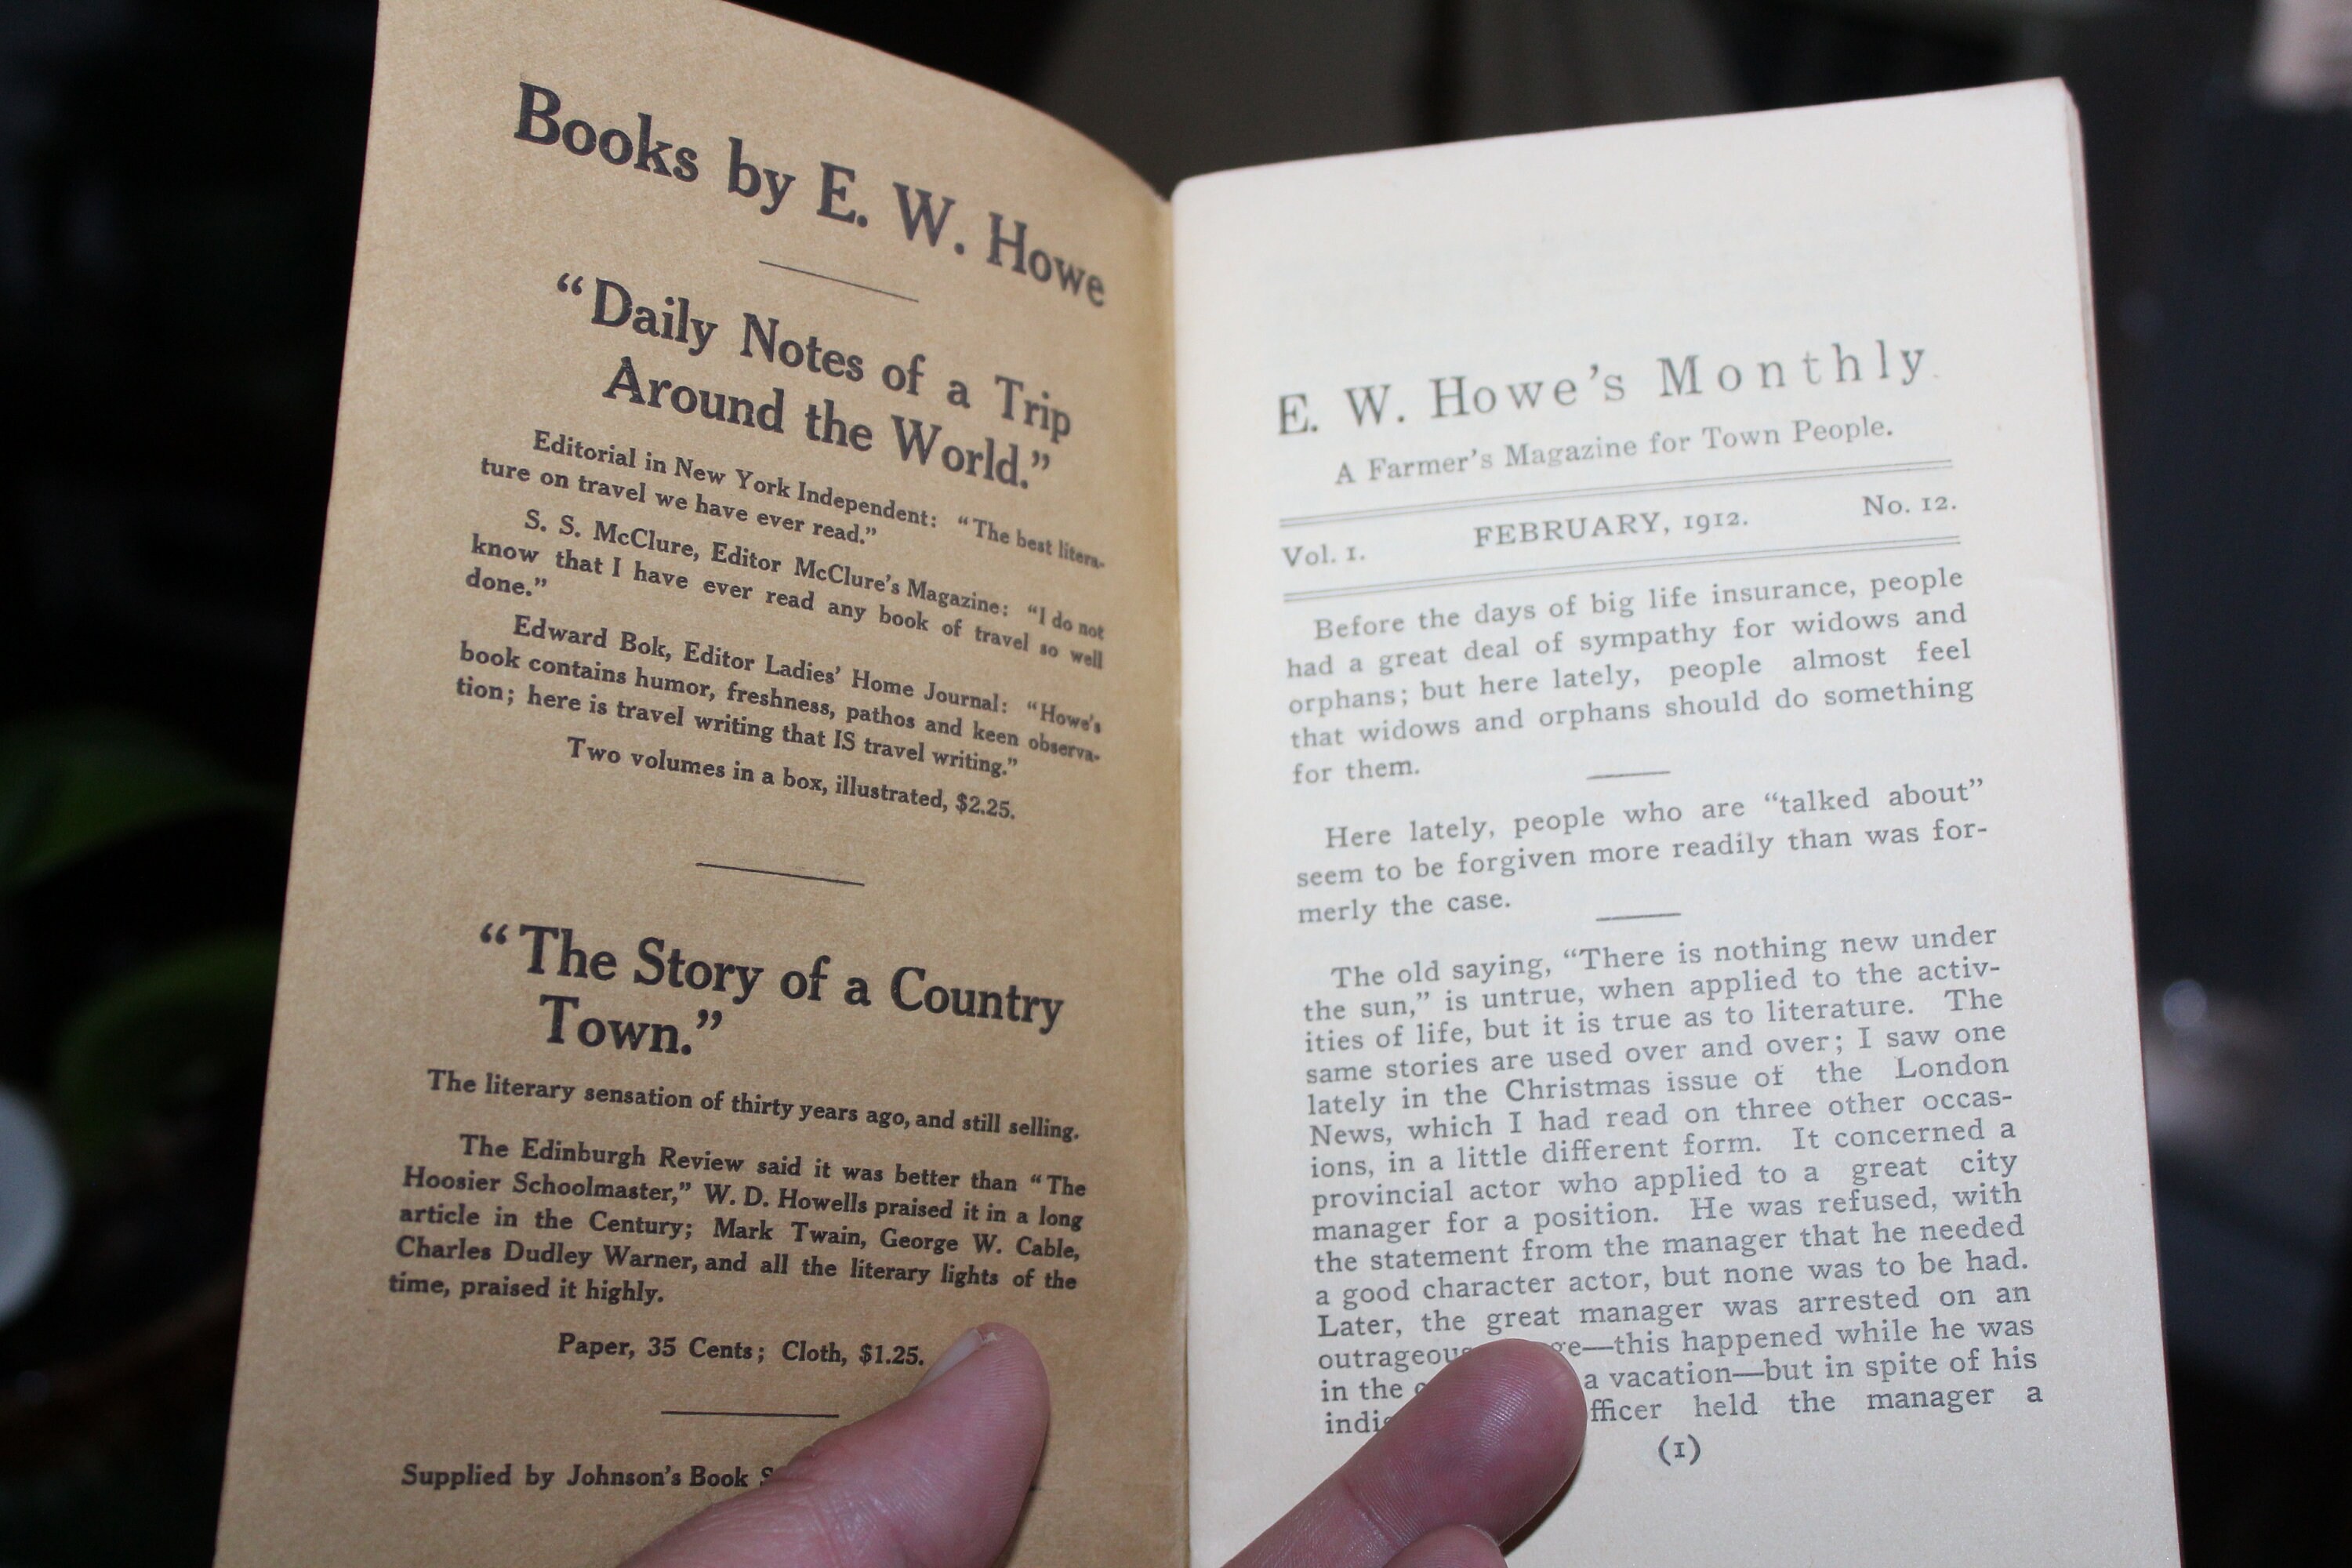 Books by E. W. Howe
“Daily Notes of a Trip
Around the World.”
Editorial in New York Independent: “The best litera-
ture on travel we have ever read.”
S. S. McClure, Editor McClure’s Magazine: “I do not
know that I have ever read any book of travel so well
done.”
Edward Bok, Editor Ladies’ Home Journal: “Howe’s
book contains humor, freshness, pathos and keen observa-
tion; here is travel writing that IS travel writing.”
Two volumes in a box, illustrated, $2.25.
“The Story of a Country
Town.”
The literary sensation of thirty years ago, and still selling.
The Edinburgh Review said it was better than “The
Hoosier Schoolmaster,” W. D. Howells praised it in a long
article in the Century; Mark Twain, George W. Cable,
Charles Dudley Warner, and all the literary lights of the
time, praised it highly.
Paper, 35 Cents; Cloth, $1.25.
Supplied by Johnson’s Book
E. W. Howe’s Monthly
A Farmer’s Magazine for Town People.
Vol. 1. FEBRUARY, 1912. No. 12.
Before the days of big life insurance, people
had a great deal of sympathy for widows and
orphans; but here lately, people almost feel
that widows and orphans should do something
for them.
Here lately, people who are “talked about”
seem to be forgiven more readily than was for-
merly the case.
The old saying, “There is nothing new under
the sun,” is untrue, when applied to the activ-
ities of life, but it is true as to literature. The
same stories are used over and over; I saw one
lately in the Christmas issue of the London
News, which I had read on three other occas-
ions, in a little different form. It concerned a
provincial actor who applied to a great city
manager for a position. He was refused, with
the statement from the manager that he needed
a good character actor, but none was to be had.
Later, the great manager was arrested on an
outrageous —this happened while he was
in the a vacation—but in spite of his
held the manager a
(1)